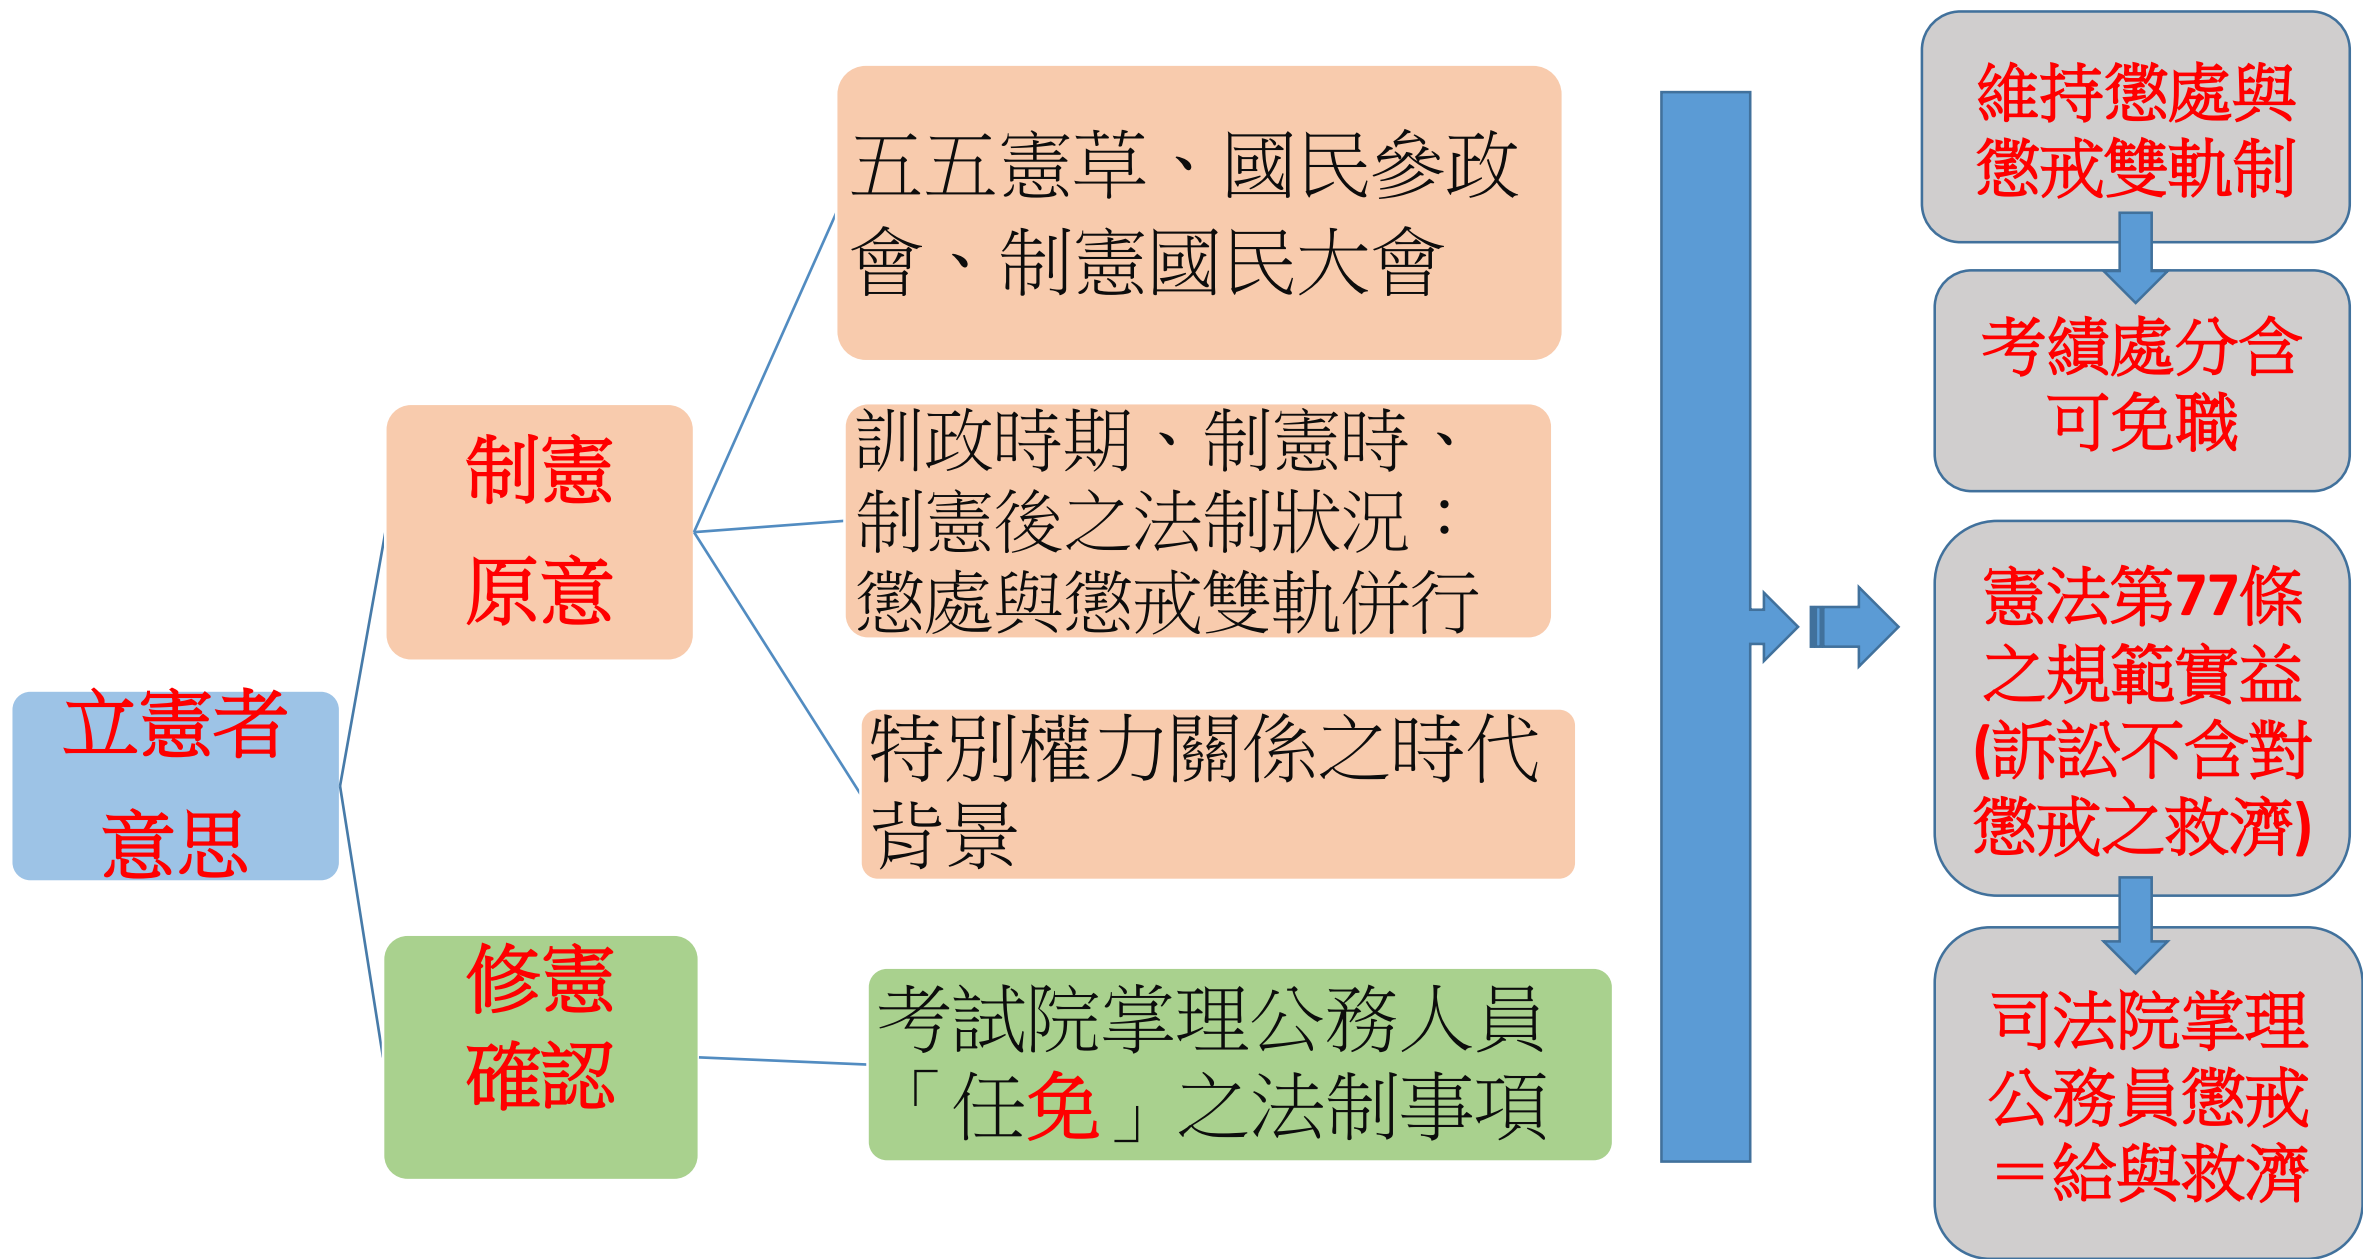 立憲者
意思
制憲
原意
修憲
確認
五五憲草、國民參政
會、制憲國民大會
訓政時期、制憲時、
制憲後之法制狀況：
懲處與懲戒雙軌併行
特別權力關係之時代
背景
考試院掌理公務人員
「任免」之法制事項
維持懲處與
懲戒雙軌制
考績處分含
可免職
憲法第77條
之規範實益
(訴訟不含對
懲戒之救濟)
司法院掌理
公務員懲戒
＝給與救濟